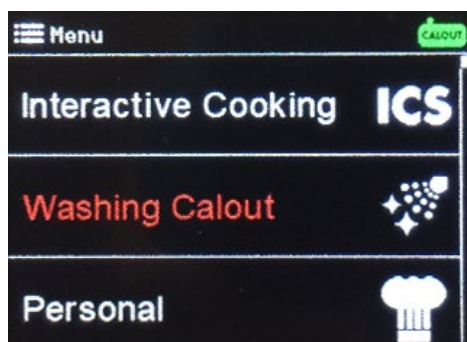 Menu
CALOUT
Interactive Cooking ICS
Washing Calout
Personal